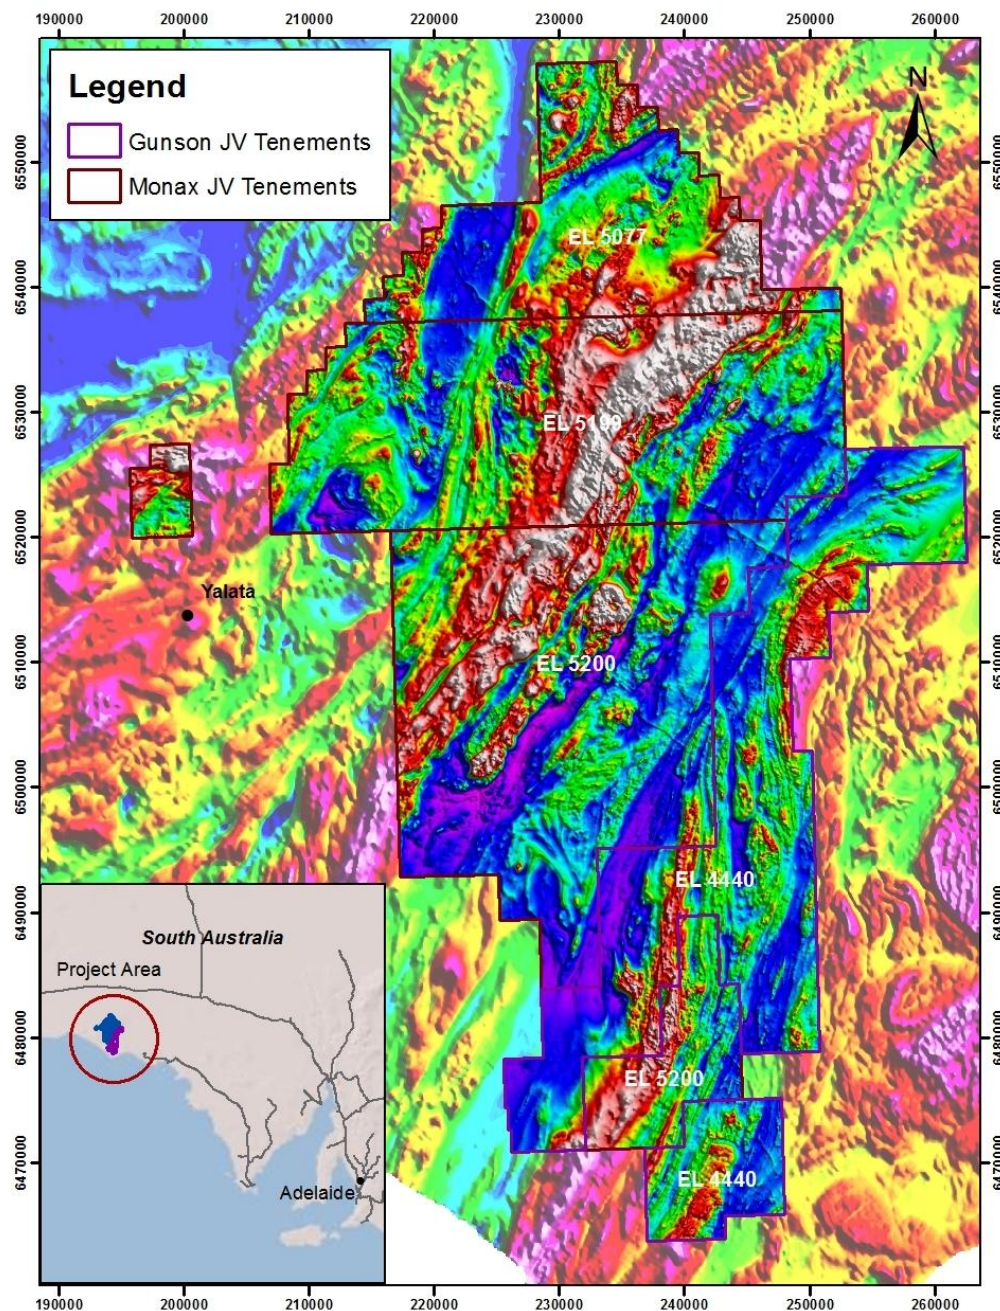 190000 200000 210000 220000 230000 240000 250000 260000
Legend
Gunson JV Tenements
Monax JV Tenements
N
6550000 6550000
EL 5077
6540000 6540000
6530000 6530000
EL 5100
6520000 6520000
Yalata
6510000 6510000
EL 5200
6500000 6500000
EL 4440
6490000 6490000
South Australia
Project Area
6480000 6480000
EL 5200
6470000 6470000
EL 4440
Adelaide
190000 200000 210000 220000 230000 240000 250000 260000